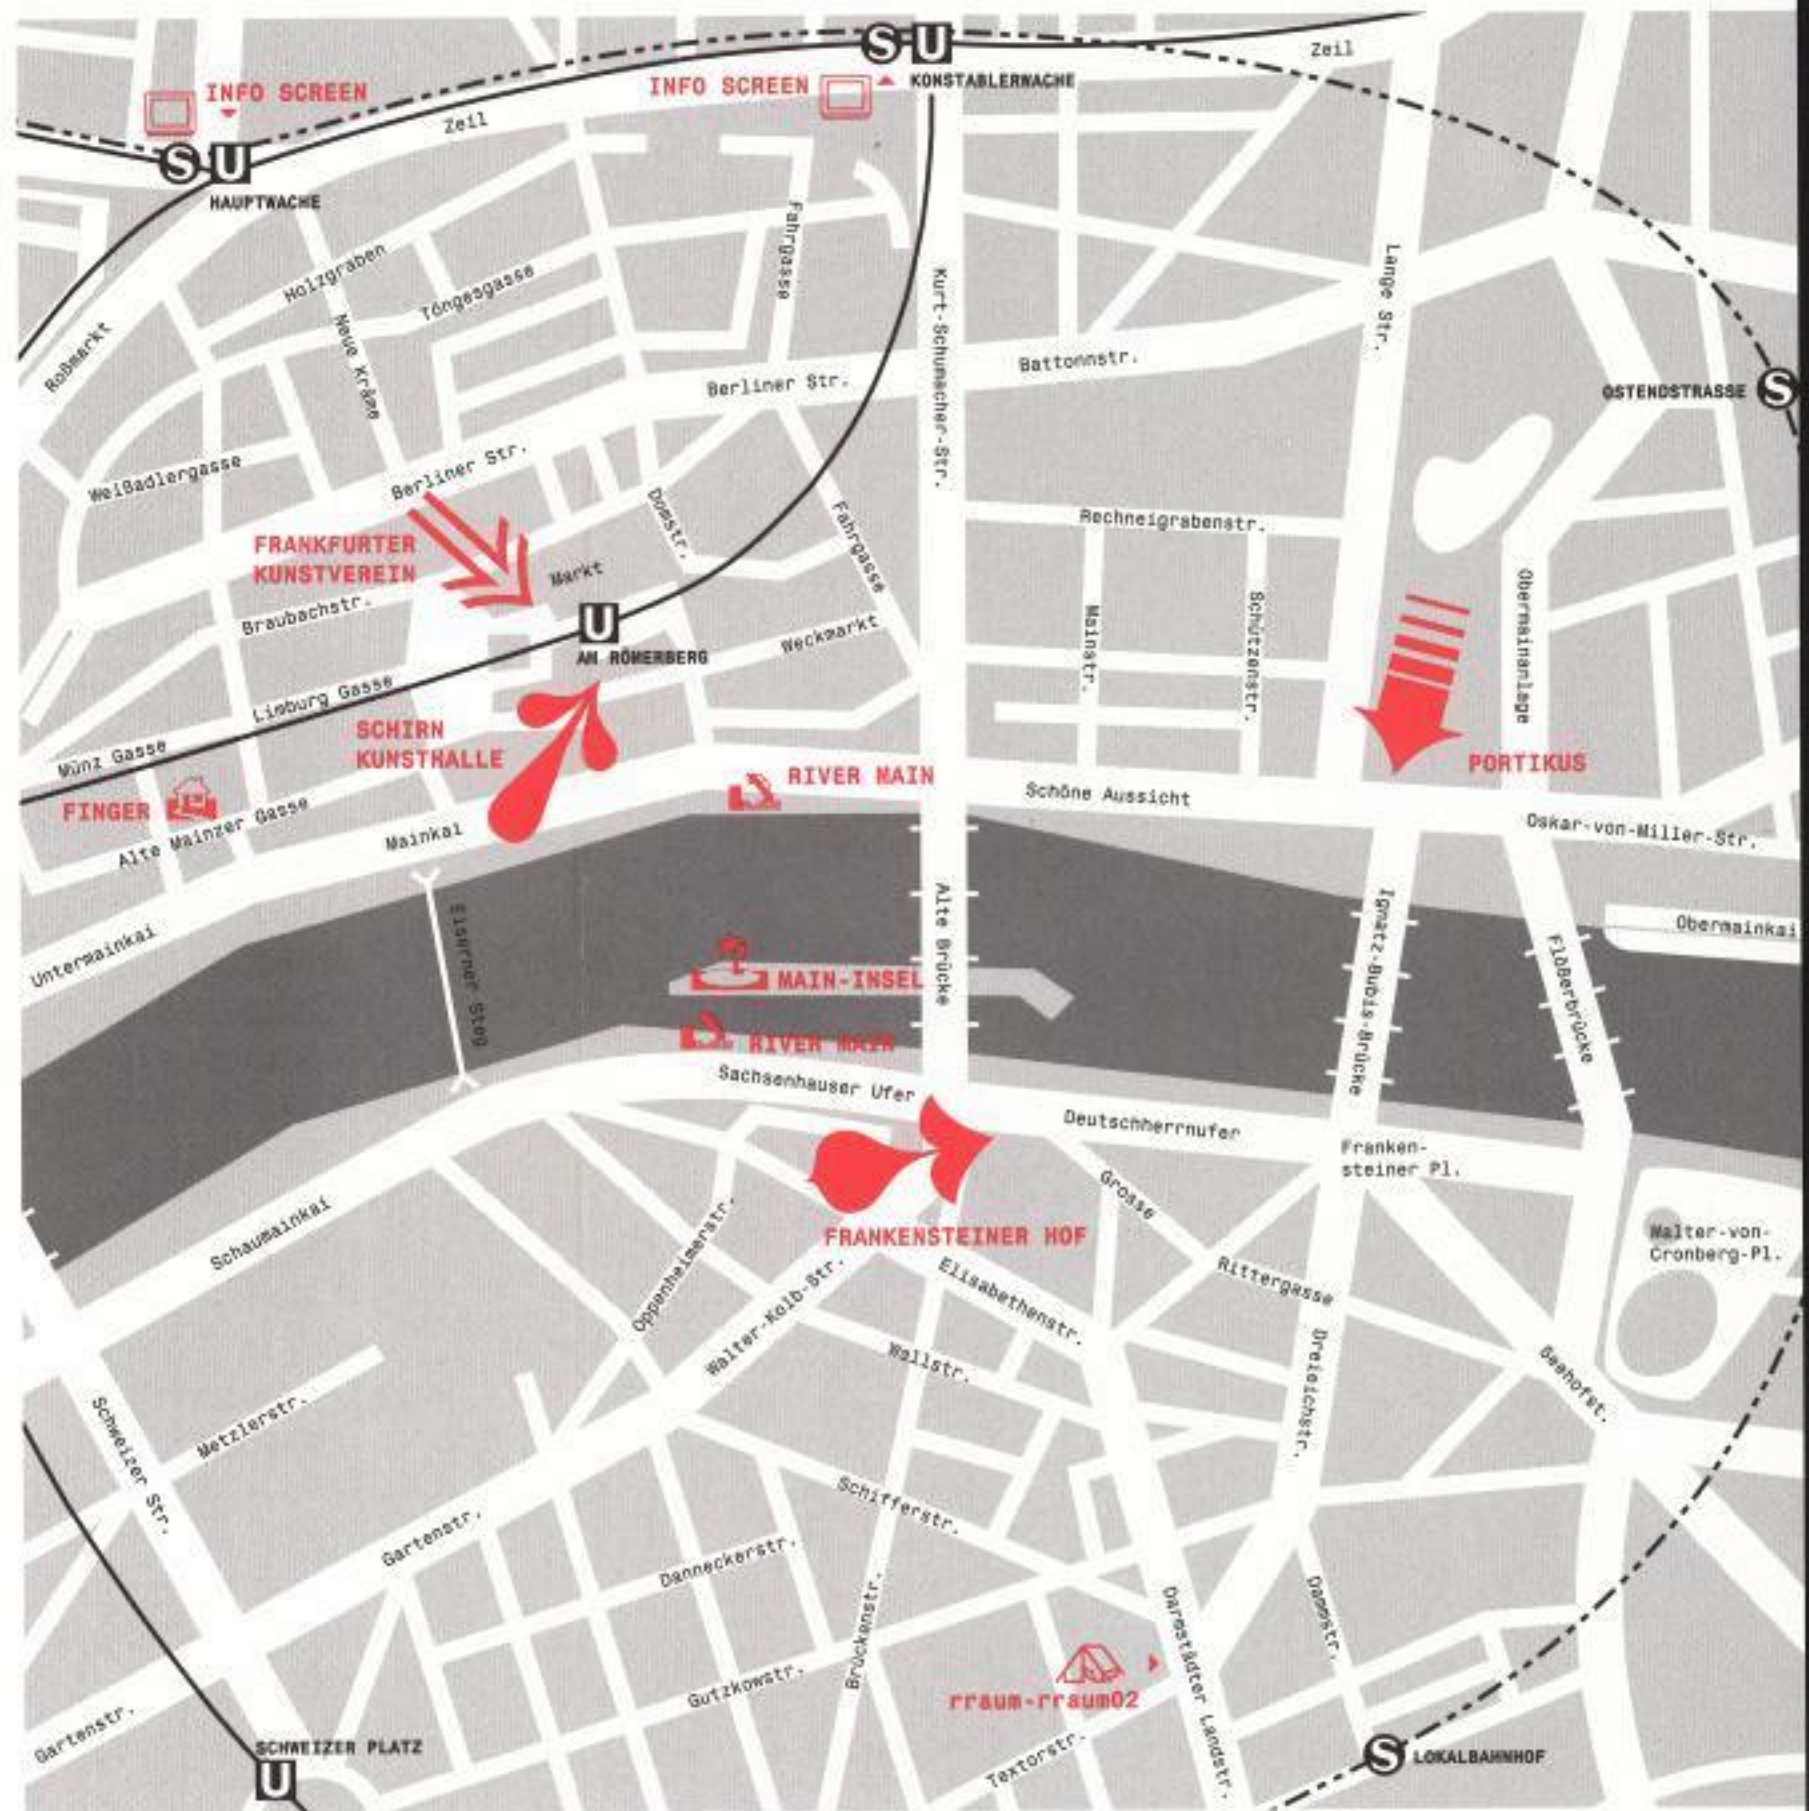 S U
KONSTABLERWACHE
Zeil
INFO SCREEN
INFO SCREEN
Zeil
S U
HAUPTWACHE
Fahrgasse
Holzgraben
Töngesgasse
Neue Kräme
Roßmarkt
Kurt-Schumacher-Str.
Lange Str.
Battonnstr.
Berliner Str.
OSTENDSTRASSE
S
Weißadlergasse
Berliner Str.
Domstr.
Fahrgasse
Rechneigrabenstr.
FRANKFURTER
KUNSTVEREIN
Markt
Braubachstr.
U
AM RÖMERBERG
Weckmarkt
Mainstr.
Schützenstr.
Obermainanlage
Limburg Gasse
SCHIRN
KUNSTHALLE
Münz Gasse
PORTIKUS
RIVER MAIN
Schöne Aussicht
FINGER
Alte Mainzer Gasse
Mainkai
Oskar-von-Miller-Str.
Untermainkai
Eiserner Steg
Alte Brücke
Ignatz-Bubis-Brücke
Flößerbrücke
Obermainkai
MAIN-INSEL
RIVER MAIN
Sachsenhauser Ufer
Deutschherrnufer
Franken-
steiner Pl.
Schaumainkai
Oppenheimerstr.
Grosse
Rittergasse
FRANKENSTEINER HOF
Walter-von-
Cronberg-Pl.
Elisabethenstr.
Walter-Kolb-Str.
Wallstr.
Dreieichstr.
Geehofst.
Metzlerstr.
Schweizer Str.
Schifferstr.
Gartenstr.
Danneckerstr.
Brückenstr.
Darmstädter Landstr.
Dammstr.
Gutzkowstr.
rraum-rraum02
Gartenstr.
SCHWEIZER PLATZ
U
Textorstr.
S
LOKALBAHNHOF